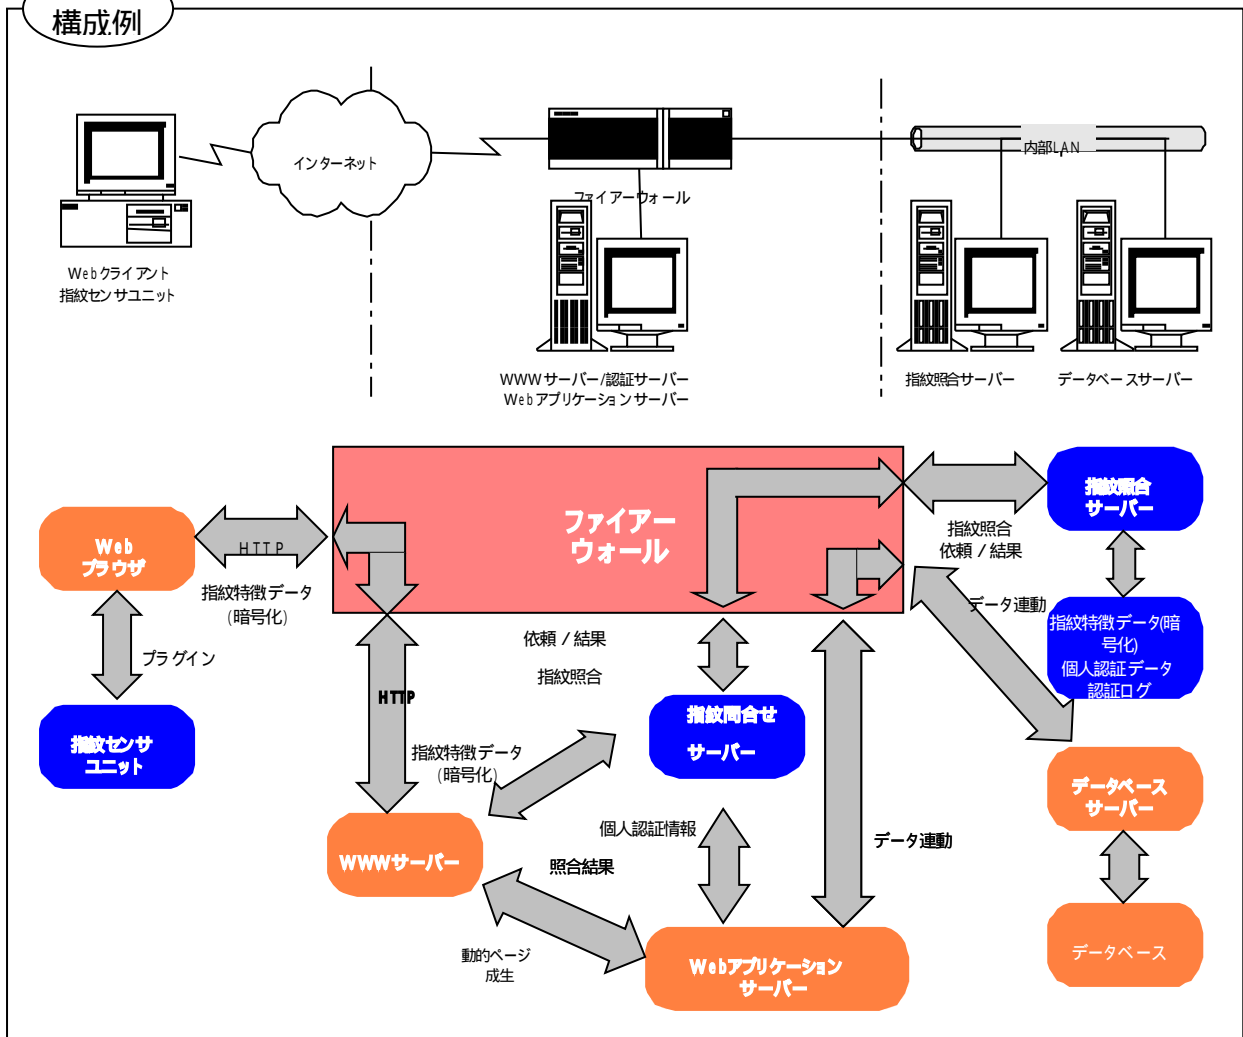 構成例
インターネット
ファイアーウォール
内部LAN
Webクライアント
指紋センサユニット
WWWサーバー/認証サーバー
Webアプリケーションサーバー
指紋照合サーバー
データベースサーバー
ファイアー
ウォール
指紋照合
サーバー
Web
ブラウザ
HTTP
指紋特徴データ
(暗号化)
指紋照合
依頼 / 結果
データ連動
指紋特徴データ(暗
号化)
個人認証データ
認証ログ
プラグイン
依頼 / 結果
指紋照合
HTTP
指紋センサ
ユニット
指紋問合せ
サーバー
指紋特徴データ
(暗号化)
データベース
サーバー
個人認証情報
データ連動
WWWサーバー
照合結果
動的ページ
成生
Webアプリケーション
サーバー
データベース